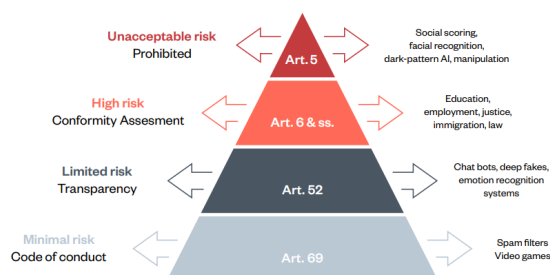 Unacceptable risk
Prohibited
Art. 5
Social scoring,
facial recognition,
dark-pattern AI, manipulation
High risk
Conformity Assesment
Art. 6 & ss.
Education,
employment, justice,
immigration, law
Limited risk
Transparency
Art. 52
Chat bots, deep fakes,
emotion recognition
systems
Minimal risk
Code of conduct
Art. 69
Spam filters
Video games